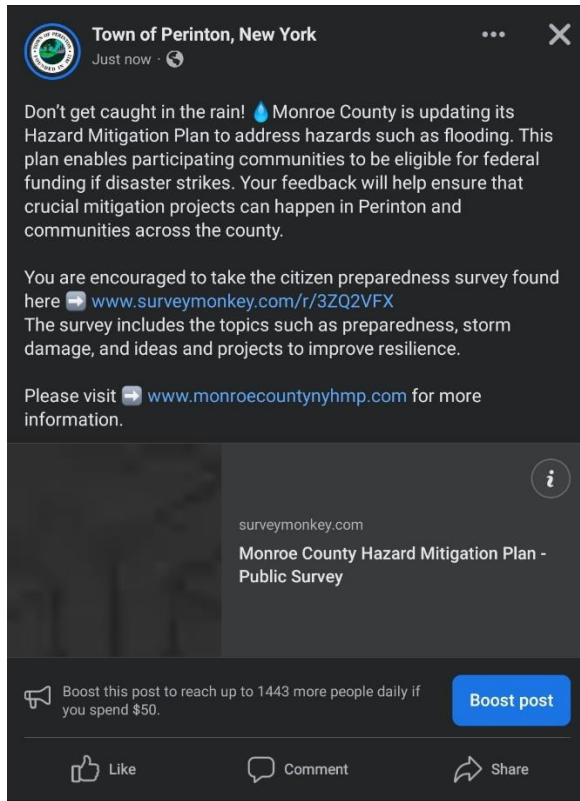 Town of Perinton, New York
Just now ·
Don't get caught in the rain! 💧 Monroe County is updating its
Hazard Mitigation Plan to address hazards such as flooding. This
plan enables participating communities to be eligible for federal
funding if disaster strikes. Your feedback will help ensure that
crucial mitigation projects can happen in Perinton and
communities across the county.
You are encouraged to take the citizen preparedness survey found
here ➡️ www.surveymonkey.com/r/3ZQ2VFX
The survey includes the topics such as preparedness, storm
damage, and ideas and projects to improve resilience.
Please visit ➡️ www.monroecountynyhmp.com for more
information.
surveymonkey.com
Monroe County Hazard Mitigation Plan -
Public Survey
Boost this post to reach up to 1443 more people daily if
you spend $50.
Boost post
Like
Comment
Share